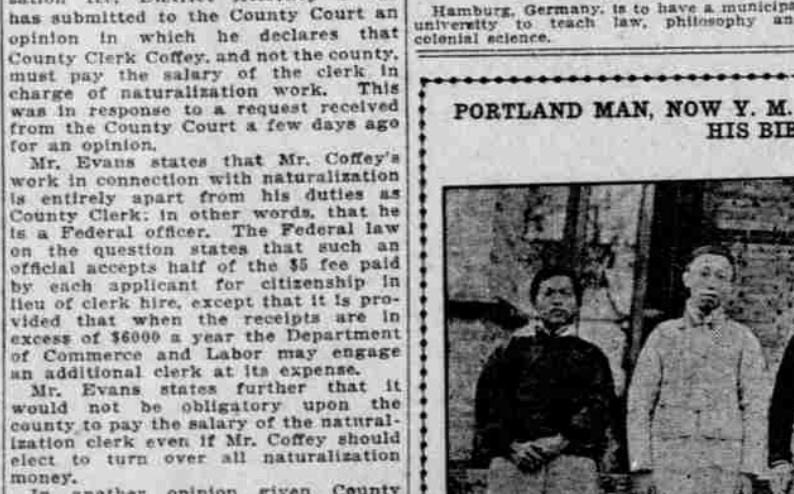 has submitted to the County Court an
opinion in which he declares that
County Clerk Coffey, and not the county,
must pay the salary of the clerk in
charge of naturalization work. This
was in response to a request received
from the County Court a few days ago
for an opinion.
Mr. Evans states that Mr. Coffey's
work in connection with naturalization
is entirely apart from his duties as
County Clerk; in other words, that he
is a Federal officer. The Federal law
on the question states that such an
official accepts half of the $5 fee paid
by each applicant for citizenship in
lieu of clerk hire, except that it is pro-
vided that when the receipts are in
excess of $6000 a year the Department
of Commerce and Labor may engage
an additional clerk at its expense.
Mr. Evans states further that it
would not be obligatory upon the
county to pay the salary of the natural-
ization clerk even if Mr. Coffey should
elect to turn over all naturalization
money.
In another opinion given County
Hamburg, Germany, is to have a municipa
university to teach law, philosophy an
colonial science.
PORTLAND MAN, NOW Y. M.
HIS BIB